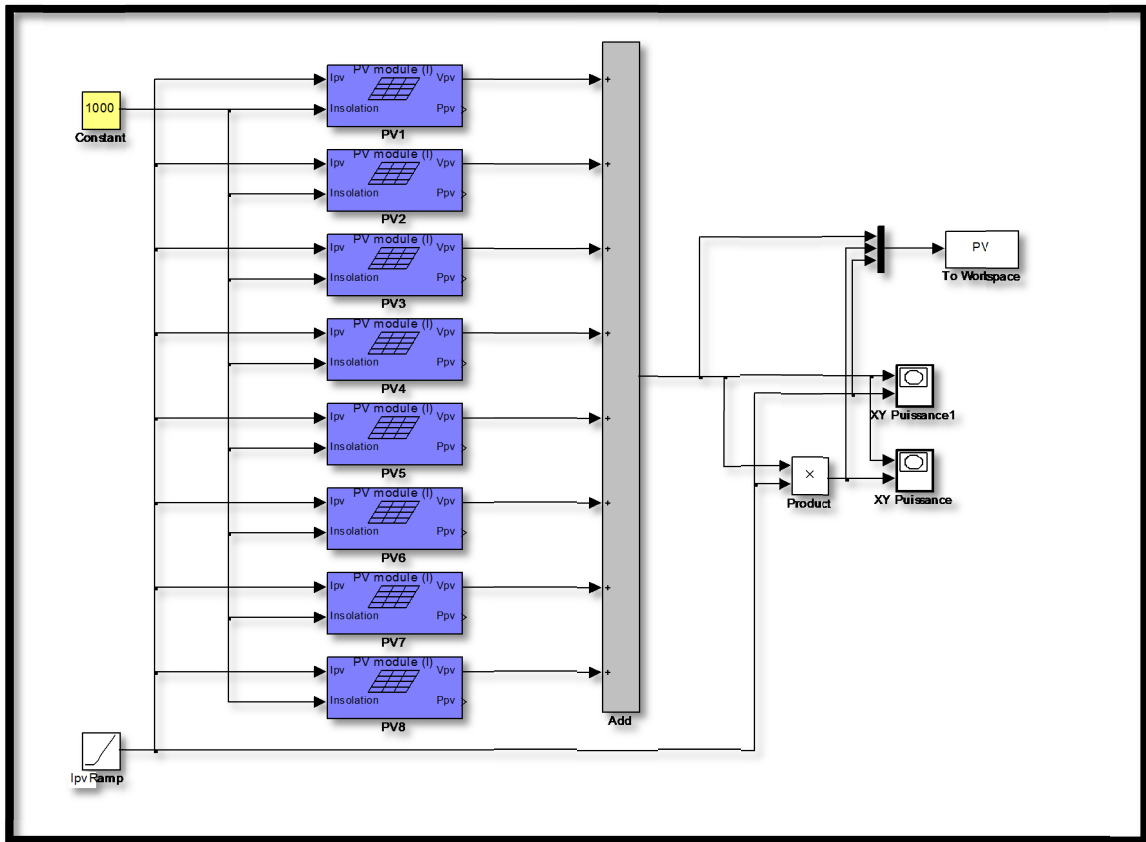 1000
Constant
PV module (I)
Ipv Vpv
Insolation Ppv
PV1
PV module (I)
Ipv Vpv
Insolation Ppv
PV2
PV module (I)
Ipv Vpv
Insolation Ppv
PV3
PV module (I)
Ipv Vpv
Insolation Ppv
PV4
PV module (I)
Ipv Vpv
Insolation Ppv
PV5
PV module (I)
Ipv Vpv
Insolation Ppv
PV6
PV module (I)
Ipv Vpv
Insolation Ppv
PV7
PV module (I)
Ipv Vpv
Insolation Ppv
PV8
Ipv Ramp
+
+
+
+
+
+
+
+
Add
PV
To Workspace
XY Puissance1
×
Product
XY Puissance